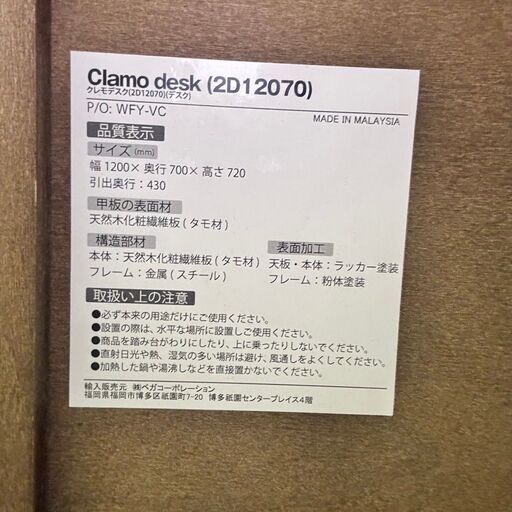 Clamo desk (2D12070)
クレモデスク(2D12070)(デスク)
P/O: WFY-VC
MADE IN MALAYSIA
品質表示
サイズ(mm)
幅1200×奥行700×高さ720
引出奥行：430
甲板の表面材
天然木化粧繊維板(タモ材)
構造部材
本体：天然木化粧繊維板(タモ材)
フレーム：金属(スチール)
表面加工
天板・本体：ラッカー塗装
フレーム：粉体塗装
取扱い上の注意
●必ず本来の用途だけにご使用ください。
●設置の際は、水平な場所に設置しご使用ください。
●商品を踏み台がわりにしたり、上に乗ったりしないでください。
●直射日光や熱、湿気の多い場所は避け、風通しをよくしてください。
●加熱した鍋や湯沸しなどを直接置かないでください。
輸入販売元 ㈱ベガコーポレーション
福岡県福岡市博多区祇園町7-20 博多祇園センタープレイス4階